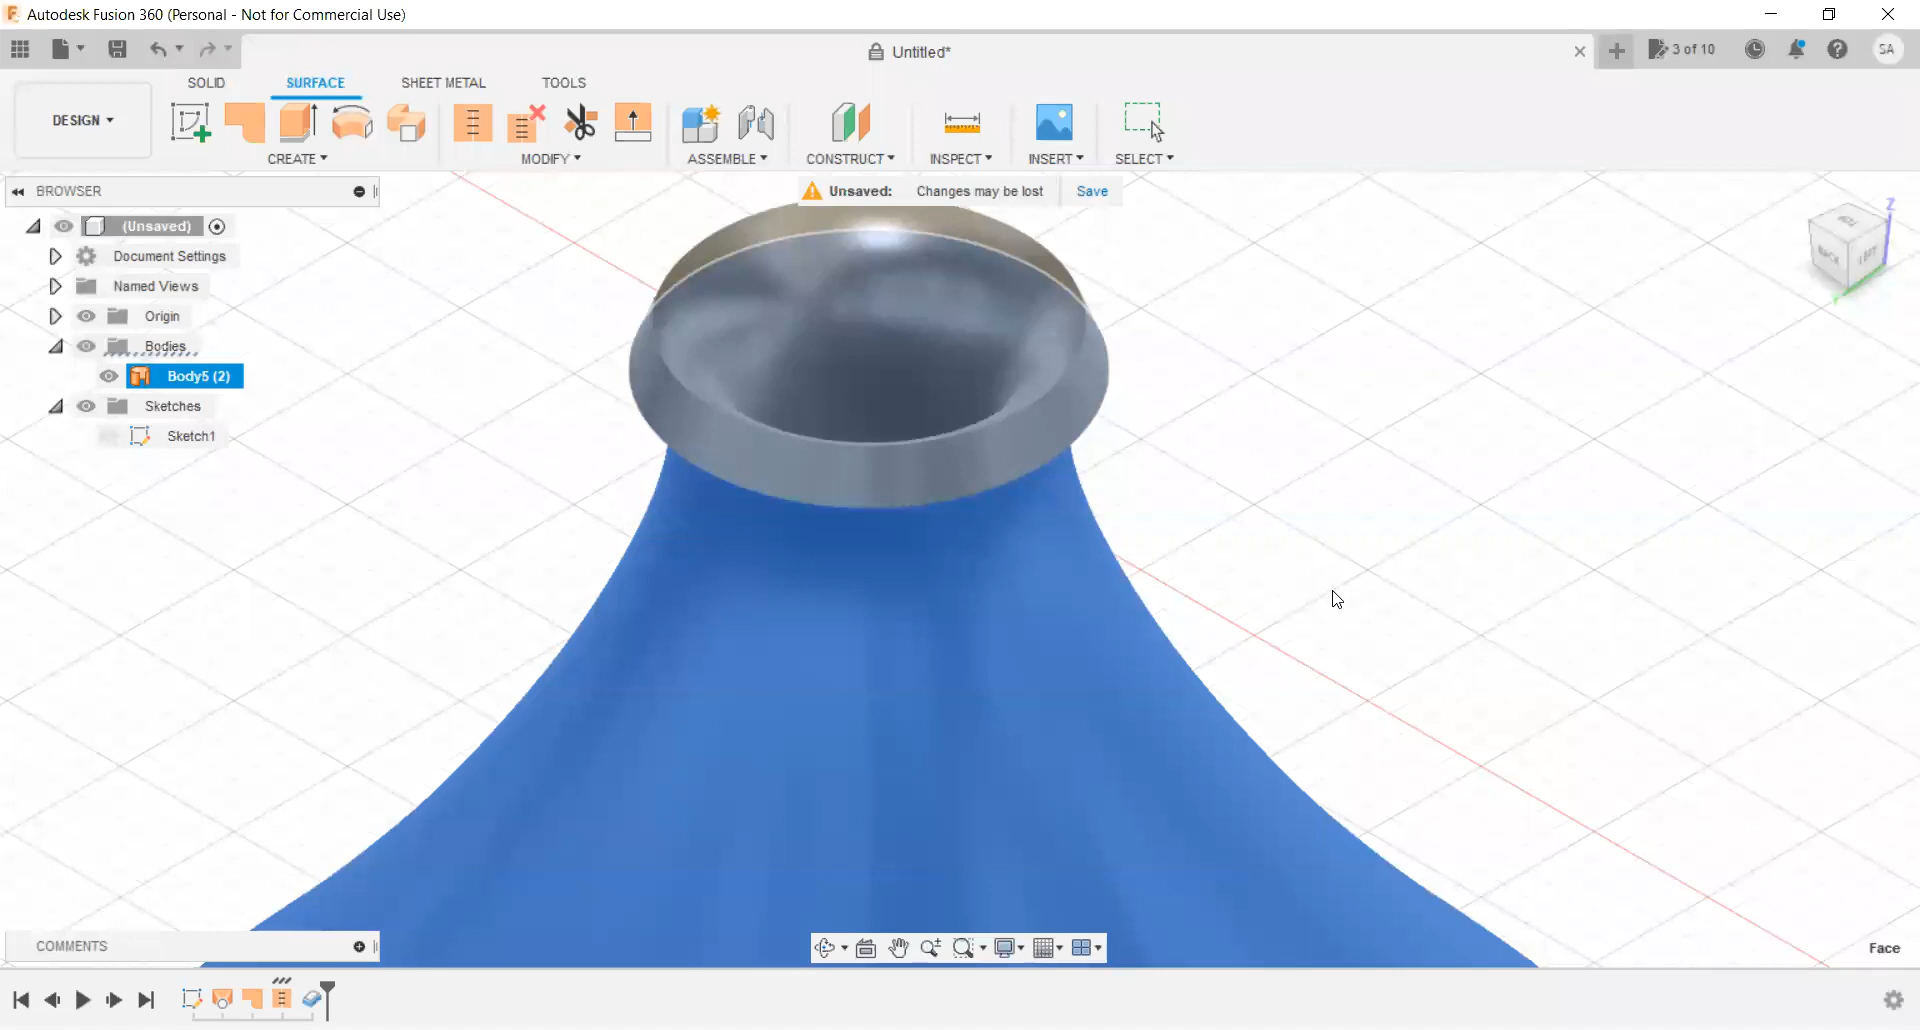 Autodesk Fusion 360 (Personal - Not for Commercial Use)
Untitled*
3 of 10
SA
SOLID SURFACE SHEET METAL TOOLS
DESIGN
CREATE MODIFY ASSEMBLE CONSTRUCT INSPECT INSERT SELECT
BROWSER
Unsaved: Changes may be lost Save
(Unsaved)
Document Settings
Named Views
Origin
Bodies
Body5 (2)
Sketches
Sketch1
Z
BACK LEFT
COMMENTS
Face